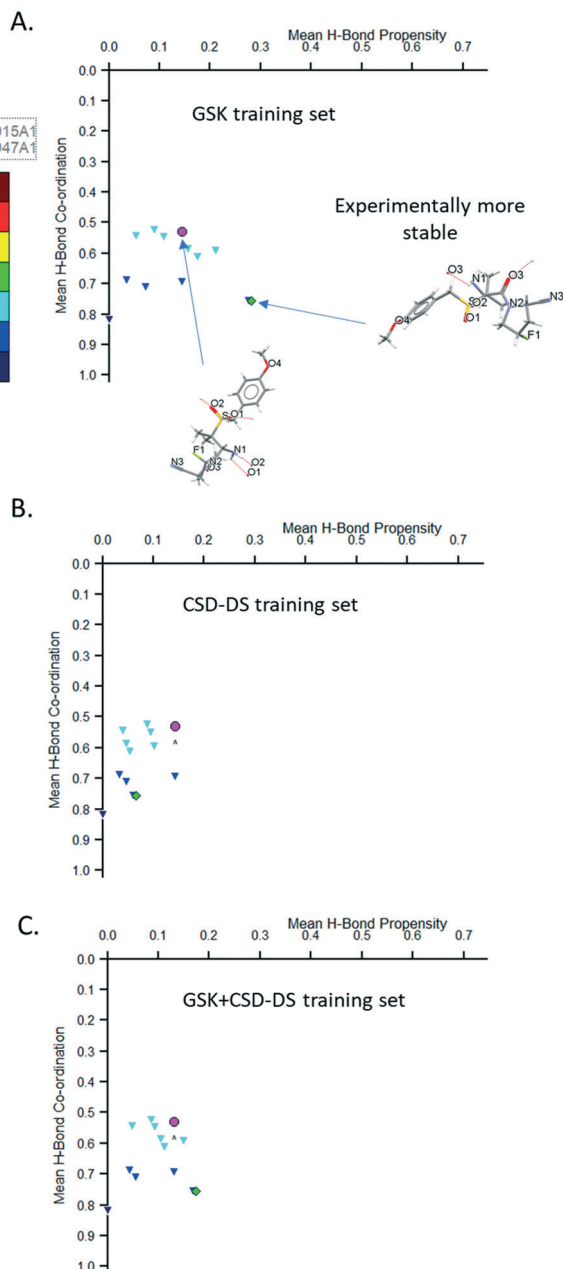 A.
Mean H-Bond Propensity
0.0 0.1 0.2 0.3 0.4 0.5 0.6 0.7
0.0
0.1
0.2
0.3
0.4
0.5
0.6
0.7
0.8
0.9
1.0
Mean H-Bond Co-ordination
GSK training set
015A1
047A1
Experimentally more
stable
O3 N1 O3
S O2 N2 N3
O1
O4 F1
O4
O2
S O1
N1
F1
N3 N2 O2
O3 O1
B.
Mean H-Bond Propensity
0.0 0.1 0.2 0.3 0.4 0.5 0.6 0.7
0.0
0.1
0.2
0.3
0.4
0.5
0.6
0.7
0.8
0.9
1.0
Mean H-Bond Co-ordination
CSD-DS training set
C.
Mean H-Bond Propensity
0.0 0.1 0.2 0.3 0.4 0.5 0.6 0.7
0.0
0.1
0.2
0.3
0.4
0.5
0.6
0.7
0.8
0.9
1.0
Mean H-Bond Co-ordination
GSK+CSD-DS training set